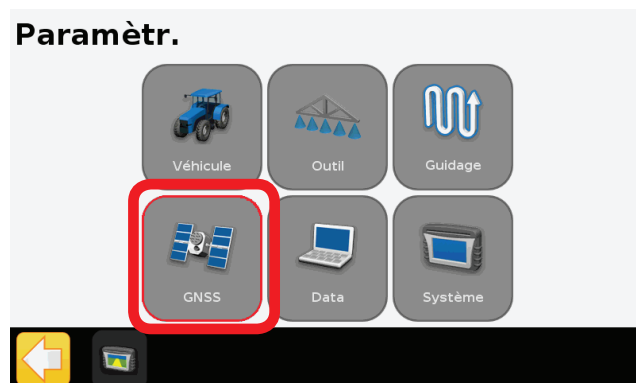 Paramètr.
Véhicule
Outil
Guidage
GNSS
Data
Système